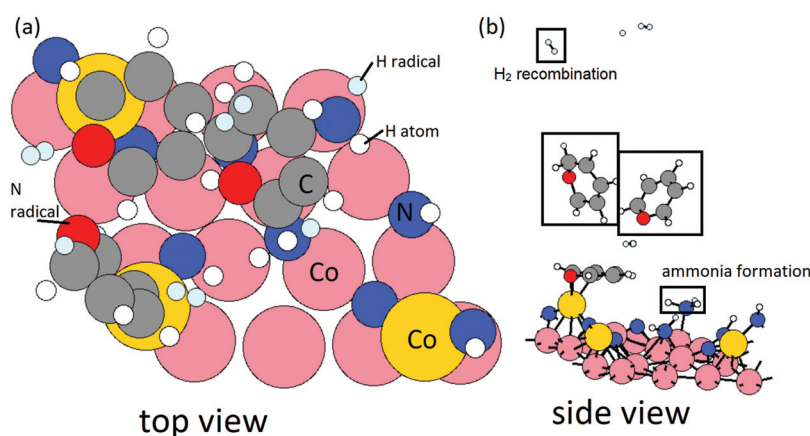 (a)
H radical
H atom
C
N
radical
N
Co
Co
top view
(b)
H₂ recombination
ammonia formation
side view